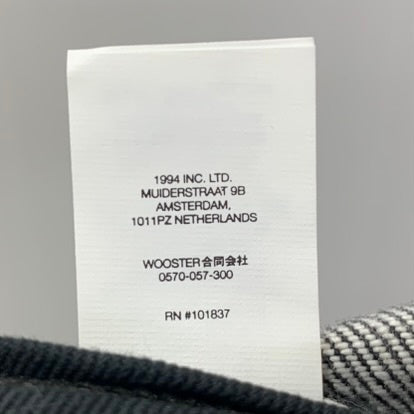 1994 INC. LTD.
MUIDERSTRAAT 9B
AMSTERDAM,
1011PZ NETHERLANDS
WOOSTER合同会社
0570-057-300
RN #101837